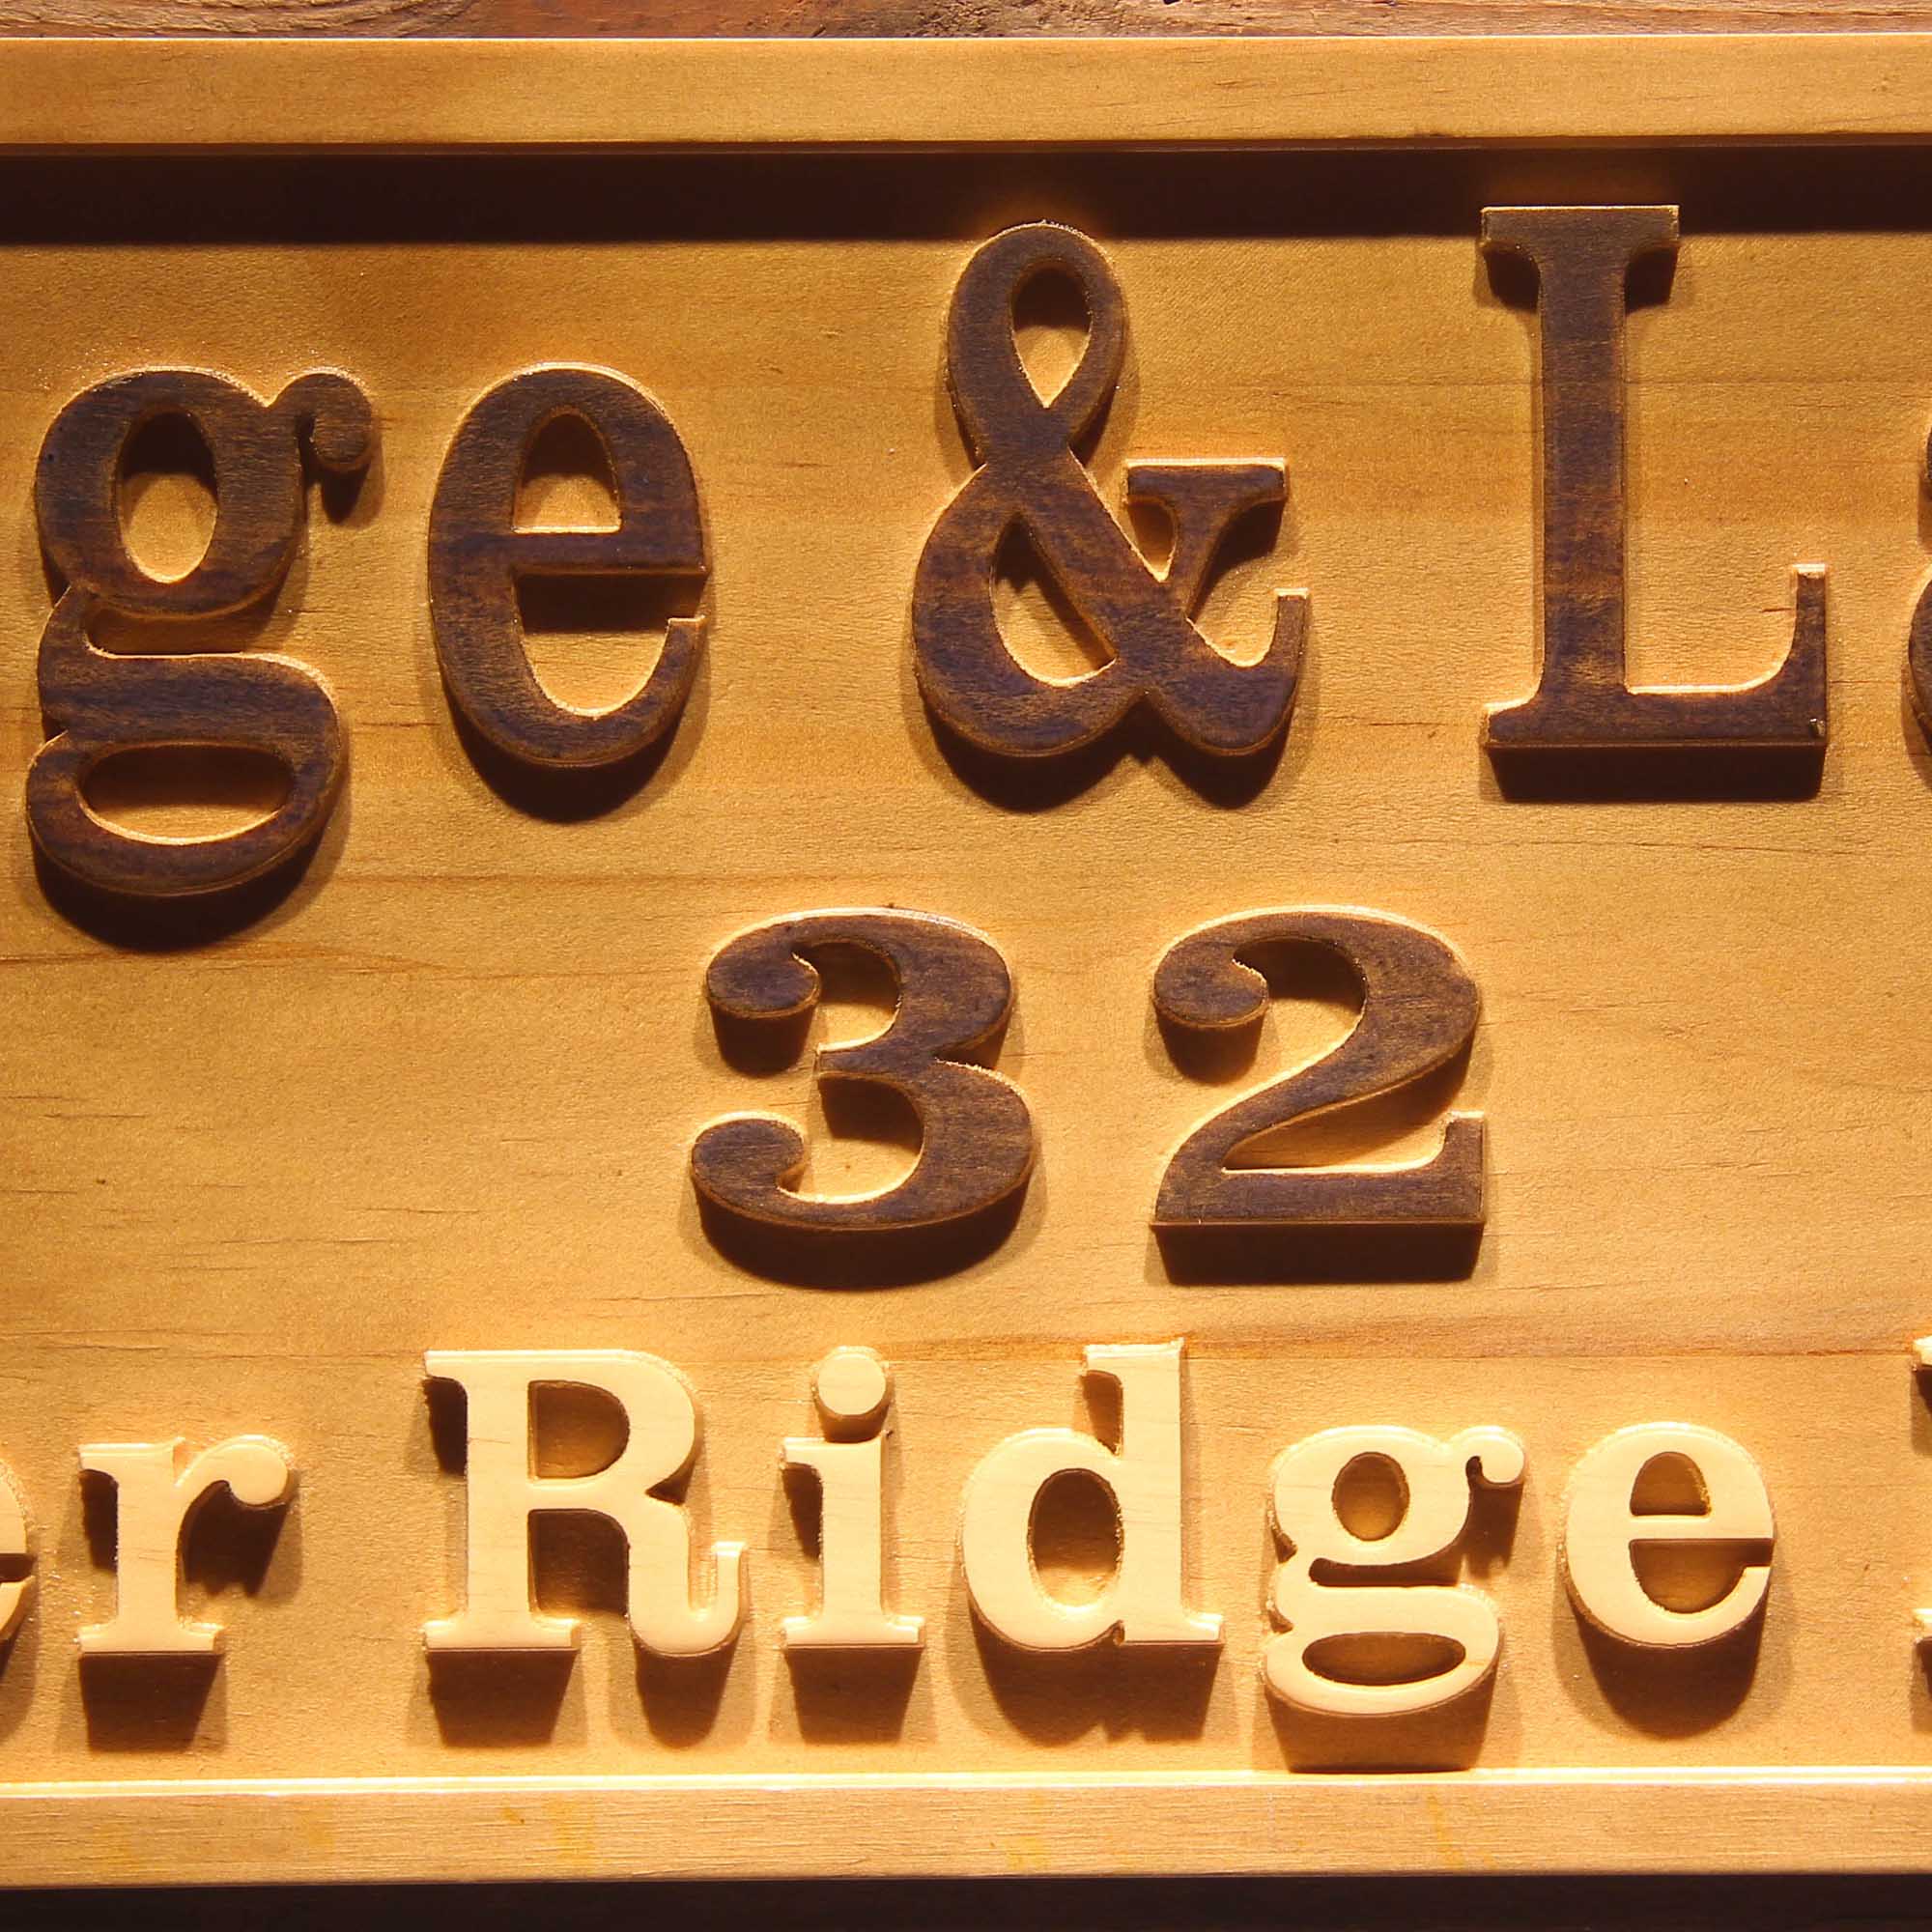 ge & L
32
er Ridge